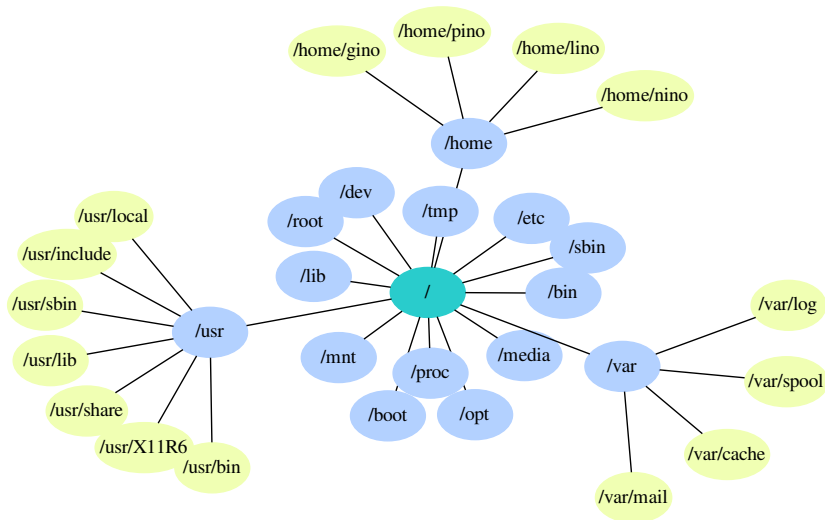 /home/pino
/home/gino
/home/lino
/home/nino
/home
/dev
/usr/local
/root
/tmp
/etc
/usr/include
/sbin
/lib
/
/bin
/usr/sbin
/var/log
/usr
/usr/lib
/mnt
/media
/var
/proc
/var/spool
/usr/share
/boot
/opt
/usr/X11R6
/usr/bin
/var/cache
/var/mail